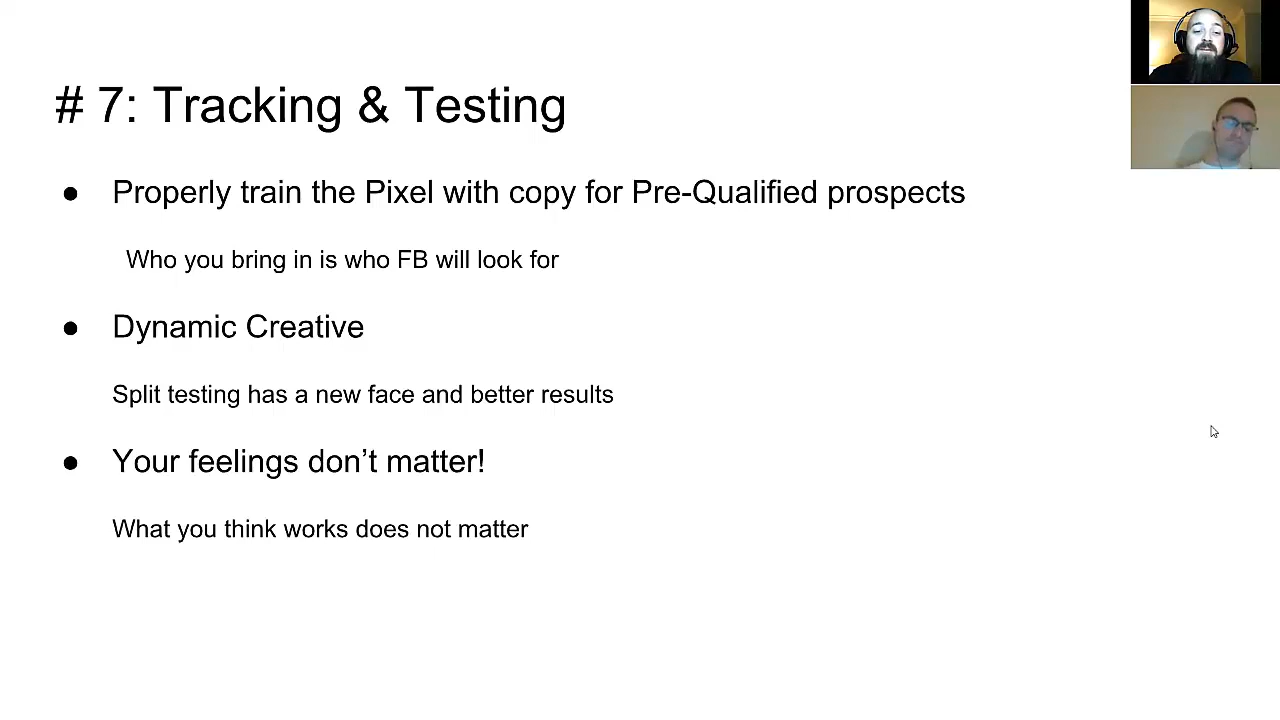 # 7: Tracking & Testing
● Properly train the Pixel with copy for Pre-Qualified prospects
Who you bring in is who FB will look for
● Dynamic Creative
Split testing has a new face and better results
● Your feelings don’t matter!
What you think works does not matter